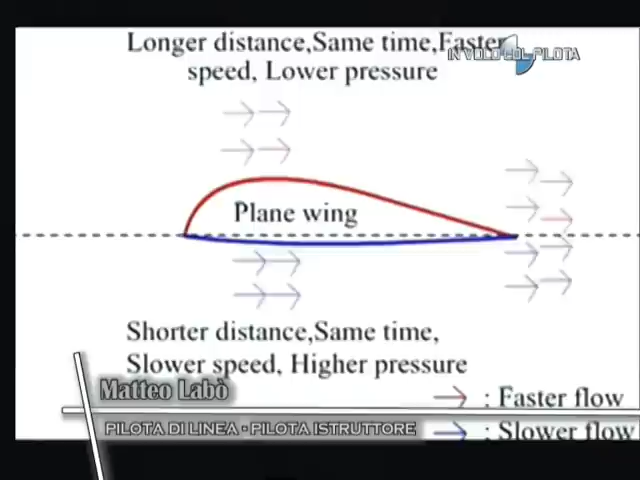 Longer distance,Same time,Faster
speed, Lower pressure
IN VOLO COL PILOTA
Plane wing
Shorter distance,Same time,
Slower speed, Higher pressure
Matteo Labò
: Faster flow
PILOTA DI LINEA - PILOTA ISTRUTTORE
: Slower flow